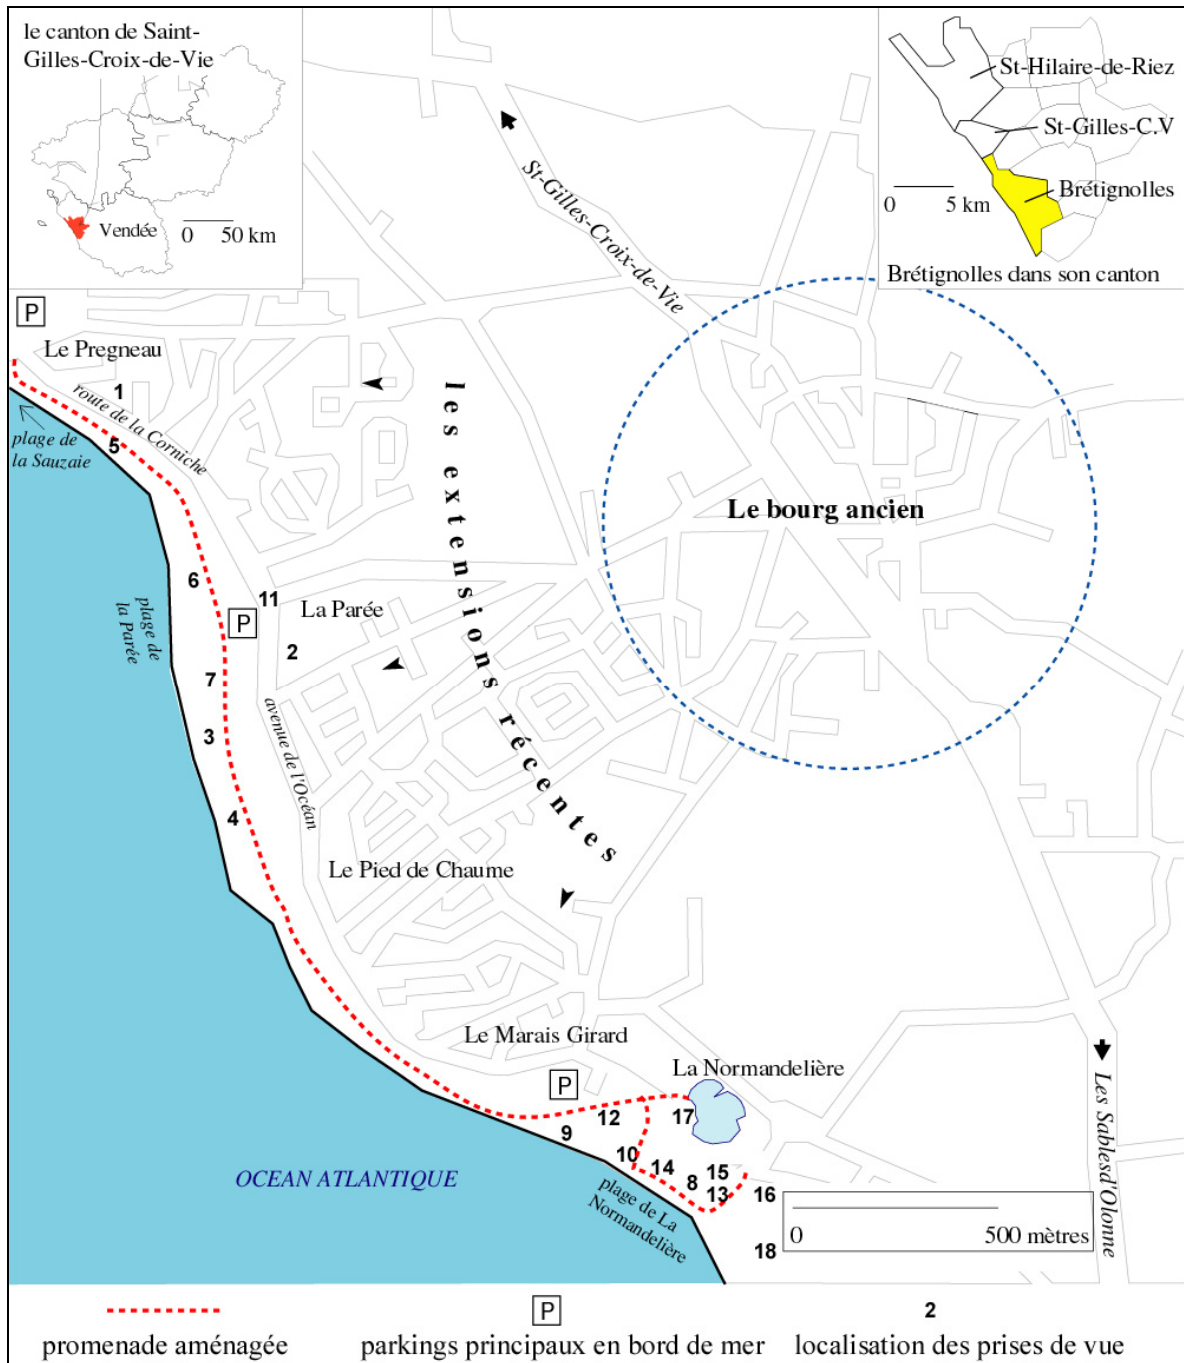 le canton de Saint-
Gilles-Croix-de-Vie
Vendée
0 50 km
St-Hilaire-de-Riez
St-Gilles-C.V
Brétignolles
0 5 km
Brétignolles dans son canton
St-Gilles-Croix-de-Vie
P
Le Pregneau
1
route de la Corniche
plage de
la Sauzaie
5
les extensions récentes
Le bourg ancien
6
plage de
la Parée
11
P
La Parée
2
7
3
avenue de l'Océan
4
Le Pied de Chaume
Le Marais Girard
La Normandelière
P
12
17
9
10
14
15
8
13
16
18
plage de La
Normandelière
OCEAN ATLANTIQUE
Les Sablesd'Olonne
0 500 mètres
P
2
promenade aménagée
parkings principaux en bord de mer
localisation des prises de vue